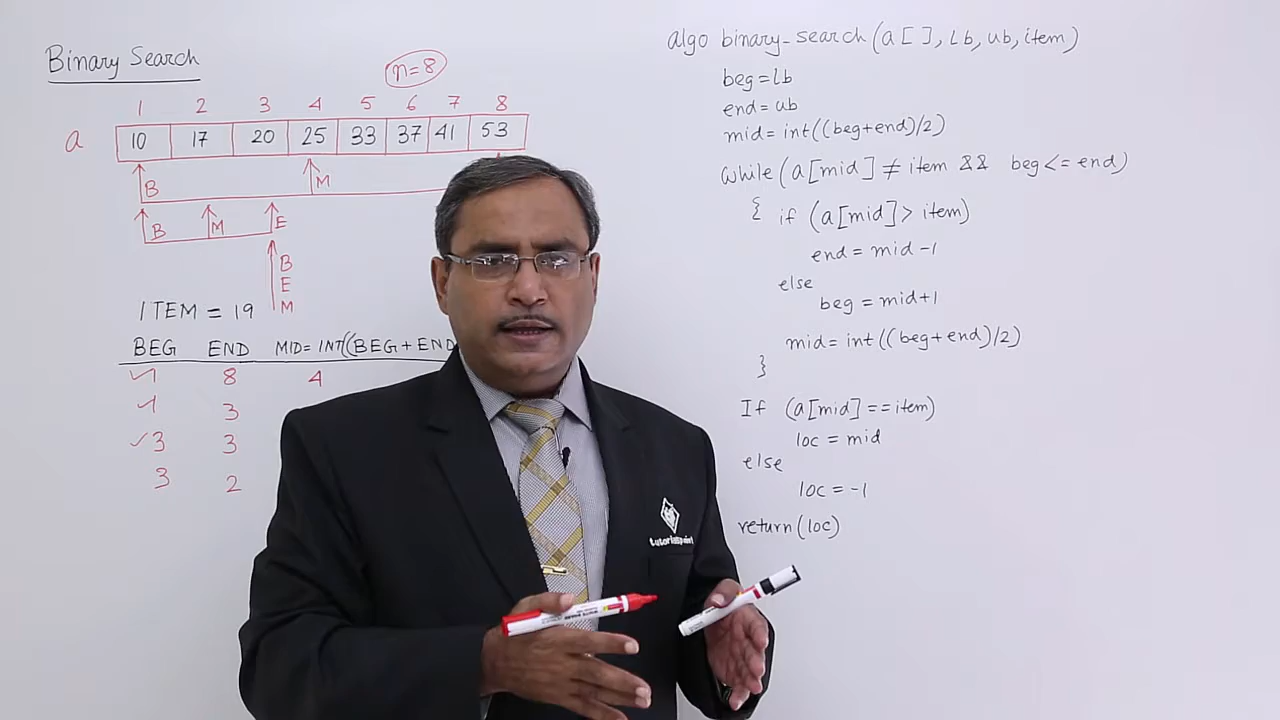 Binary Search
n=8
1 2 3 4 5 6 7 8
a 10 17 20 25 33 37 41 53
B M
B M E
B
E
M
ITEM = 19
BEG END MID= INT((BEG + END
1 8 4
1 3
3 3
3 2
algo binary_search(a[ ], lb, ub, item)
beg=lb
end=ub
mid=int((beg+end)/2)
while(a[mid] ≠ item && beg<= end)
{ if (a[mid]> item)
end = mid -1
else
beg = mid+1
mid=int((beg+end)/2)
}
If (a[mid]==item)
loc = mid
else
loc = -1
return(loc)
tutorialspoint